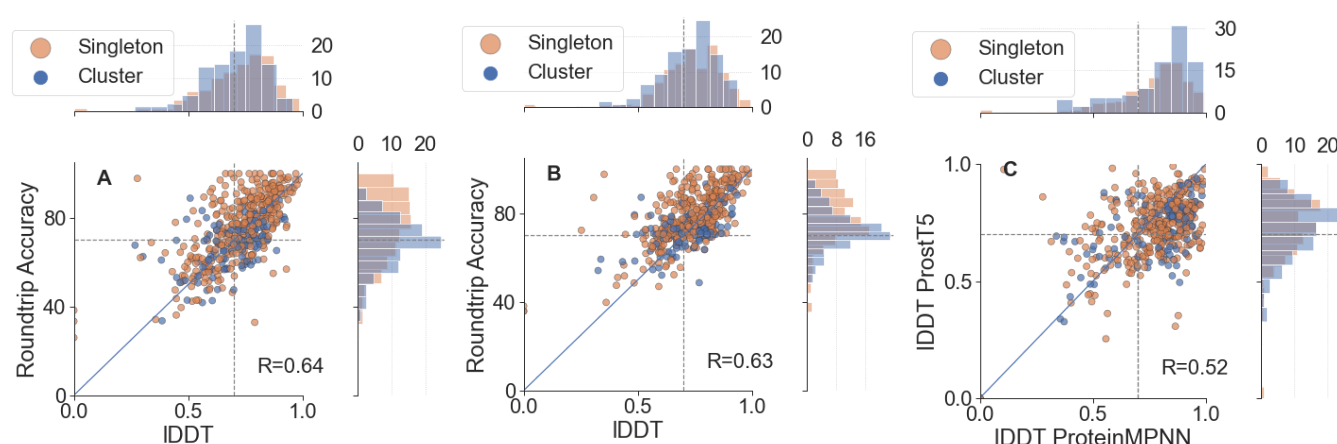 Singleton
Cluster
20
10
0
0 10 20
A
Roundtrip Accuracy
80
40
0
R=0.64
0.0 0.5 1.0
lDDT
Singleton
Cluster
20
10
0
0 8 16
B
Roundtrip Accuracy
80
40
0
R=0.63
0.0 0.5 1.0
lDDT
Singleton
Cluster
30
15
0
0 10 20
C
lDDT ProstT5
1.0
0.5
0.0
R=0.52
0.0 0.5 1.0
lDDT ProteinMPNN